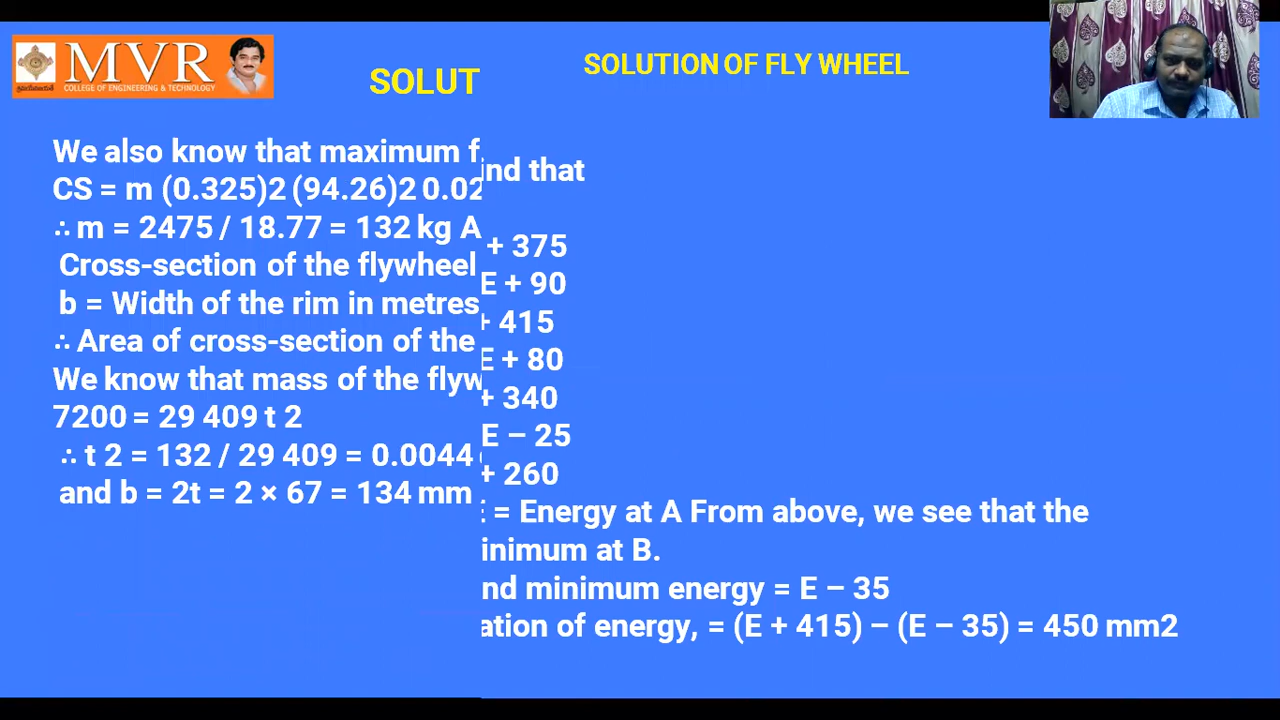 MVR
COLLEGE OF ENGINEERING & TECHNOLOGY
SOLUT
SOLUTION OF FLY WHEEL
We also know that maximum f
CS = m (0.325)2 (94.26)2 0.02
∴ m = 2475 / 18.77 = 132 kg A
Cross-section of the flywheel
b = Width of the rim in metres
∴ Area of cross-section of the
We know that mass of the flyw
7200 = 29 409 t 2
∴ t 2 = 132 / 29 409 = 0.0044
and b = 2t = 2 × 67 = 134 mm
ind that
+ 375
E + 90
+ 415
E + 80
+ 340
E – 25
+ 260
= Energy at A From above, we see that the
inimum at B.
nd minimum energy = E – 35
ation of energy, = (E + 415) – (E – 35) = 450 mm2